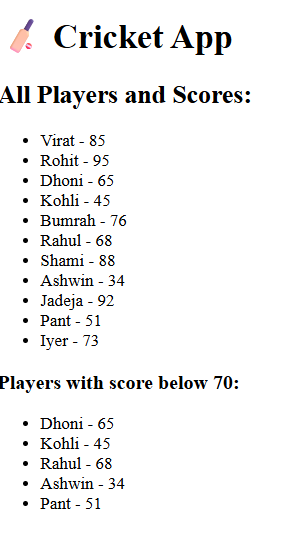 Cricket App
All Players and Scores:
Virat - 85
Rohit - 95
Dhoni - 65
Kohli - 45
Bumrah - 76
Rahul - 68
Shami - 88
Ashwin - 34
Jadeja - 92
Pant - 51
Iyer - 73
Players with score below 70:
Dhoni - 65
Kohli - 45
Rahul - 68
Ashwin - 34
Pant - 51